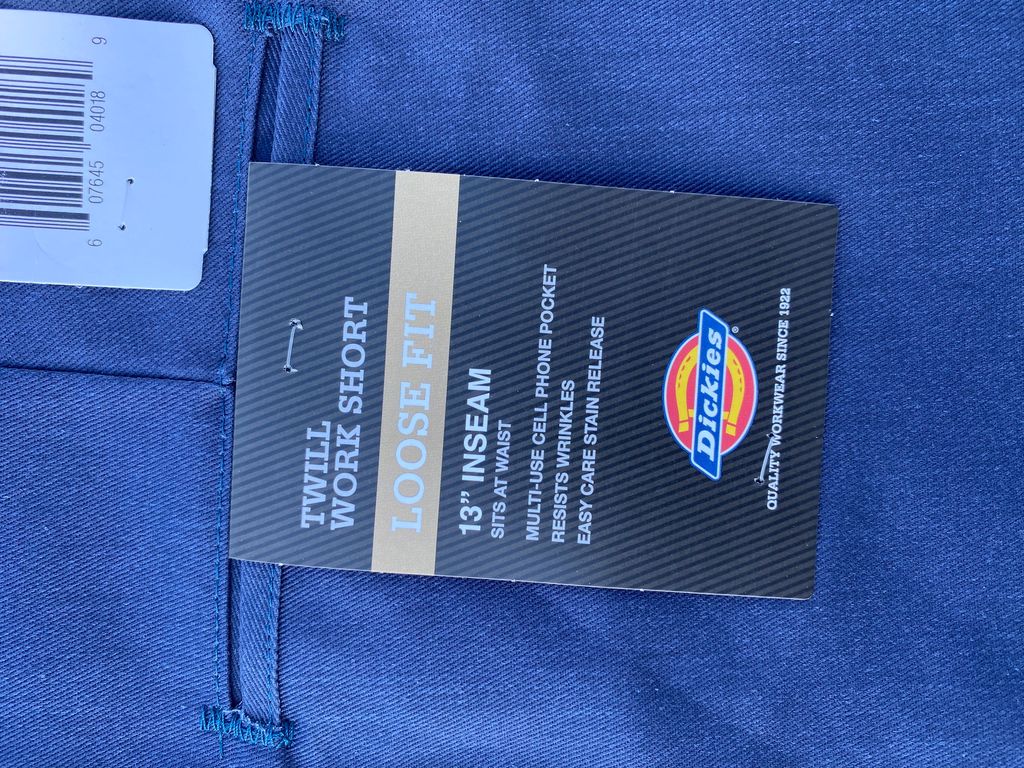 6 07645 04018 9
TWILL
WORK SHORT
LOOSE FIT
13” INSEAM
SITS AT WAIST
MULTI-USE CELL PHONE POCKET
RESISTS WRINKLES
EASY CARE STAIN RELEASE
Dickies®
QUALITY WORKWEAR SINCE 1922